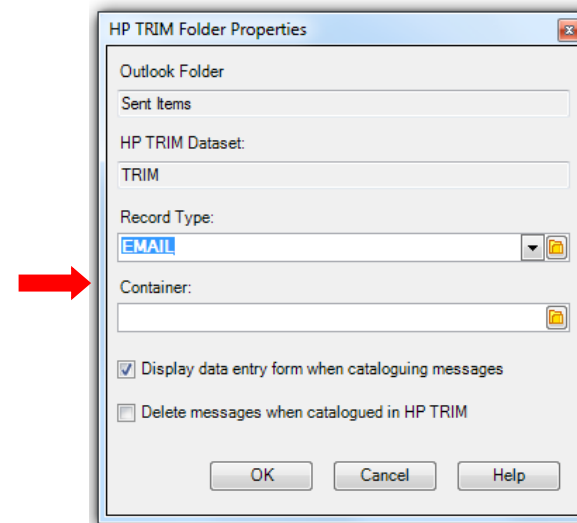 HP TRIM Folder Properties
Outlook Folder
Sent Items
HP TRIM Dataset:
TRIM
Record Type:
EMAIL
Container:
Display data entry form when cataloguing messages
Delete messages when catalogued in HP TRIM
OK Cancel Help